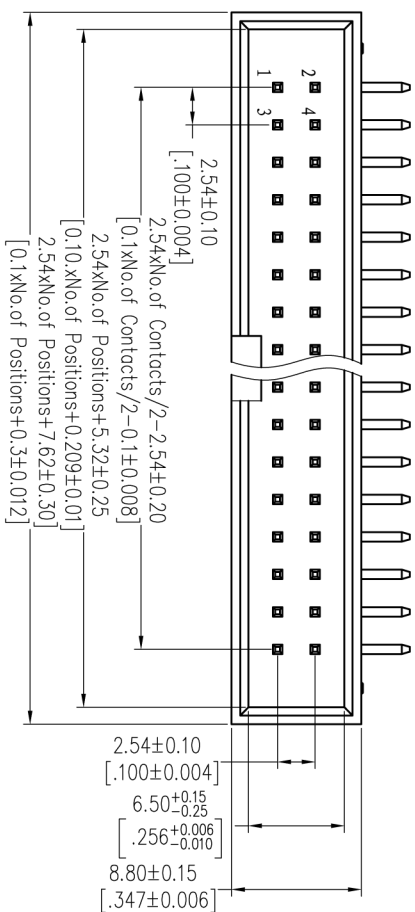 1 2
3 4
2.54±0.10
[.100±0.004]
2.54xNo.of Contacts/2-2.54±0.20
[0.1xNo.of Contacts/2-0.1±0.008]
2.54xNo.of Positions+5.32±0.25
[0.10.xNo.of Positions+0.209±0.01]
2.54xNo.of Positions+7.62±0.30
[0.1xNo.of Positions+0.3±0.012]
2.54±0.10
[.100±0.004]
6.50+0.15-0.25
[.256+0.006-0.010]
8.80±0.15
[.347±0.006]